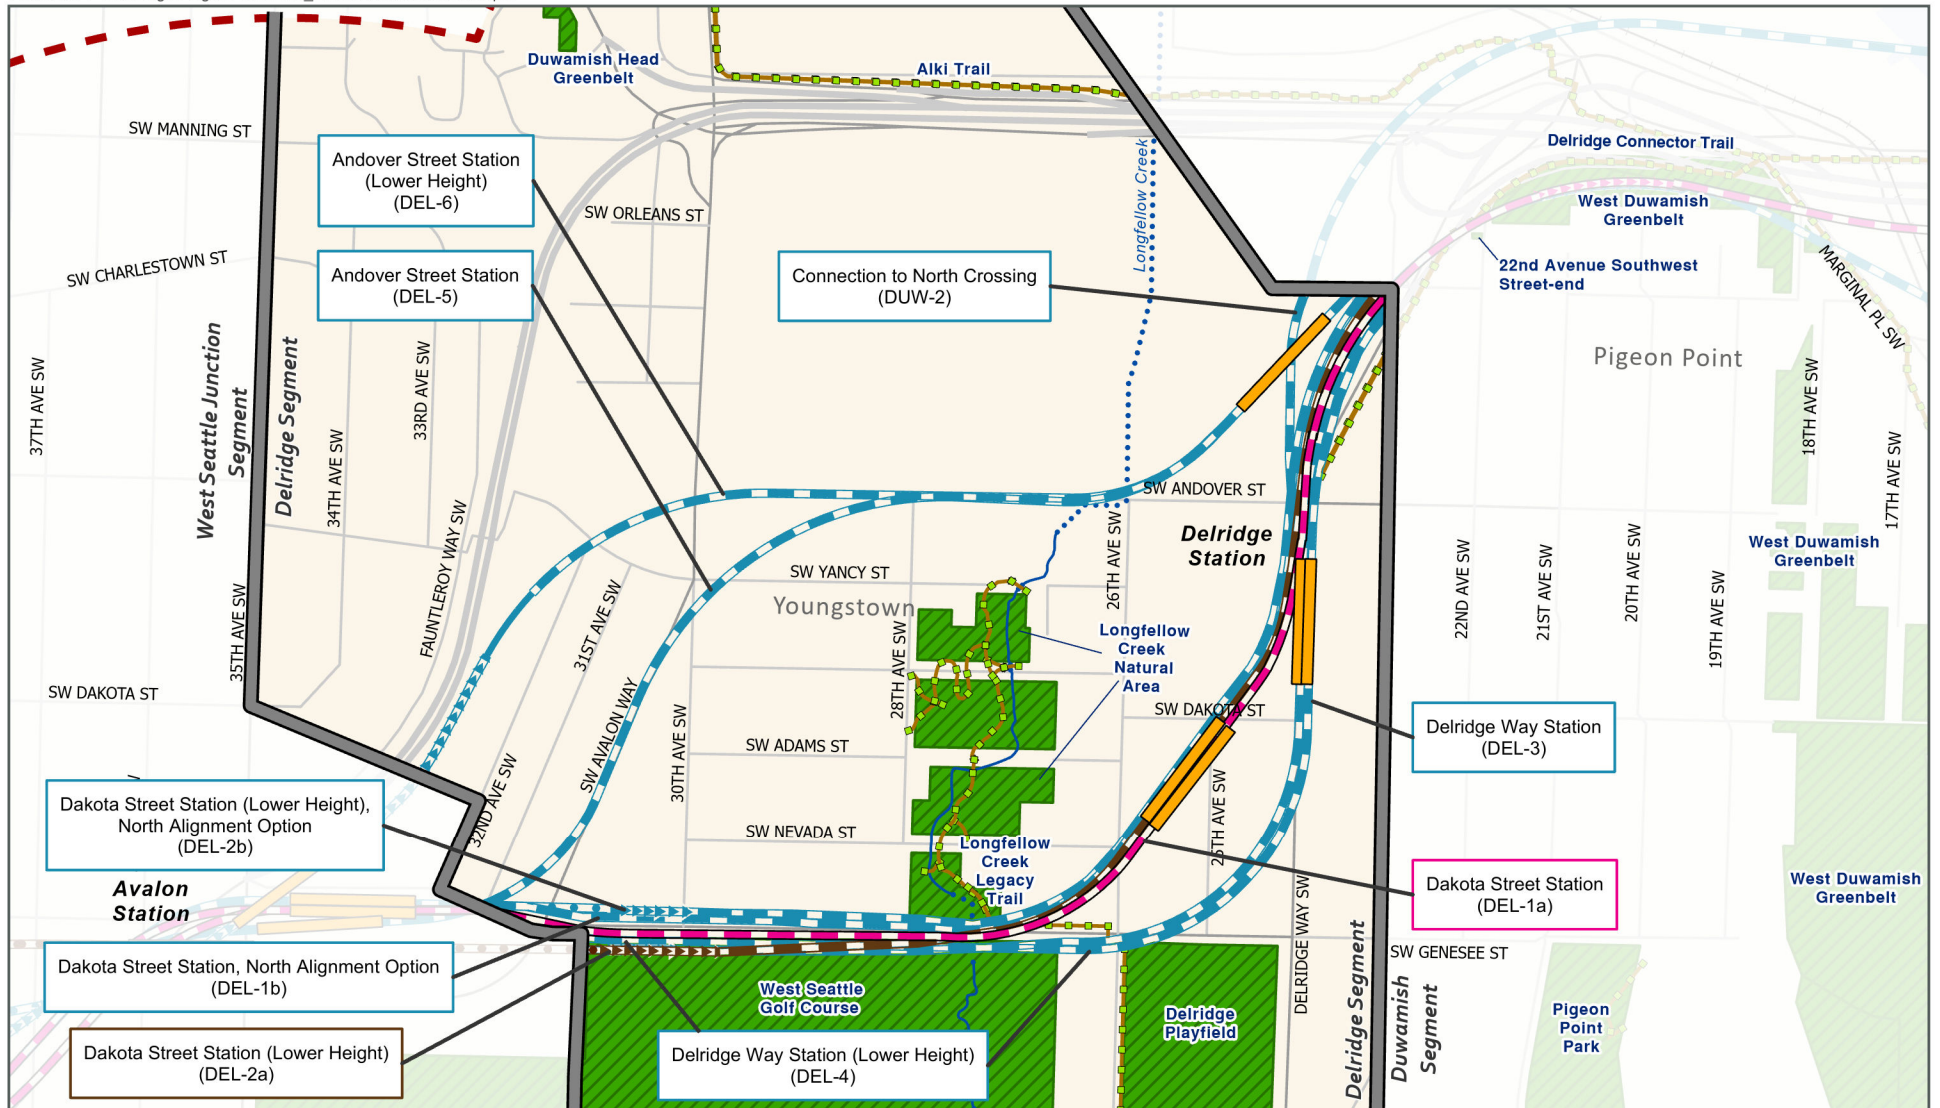 Duwamish Head
Greenbelt
Alki Trail
SW MANNING ST
Andover Street Station
(Lower Height)
(DEL-6)
Longfellow Creek
Delridge Connector Trail
SW ORLEANS ST
West Duwamish
Greenbelt
SW CHARLESTOWN ST
Andover Street Station
(DEL-5)
Connection to North Crossing
(DUW-2)
22nd Avenue Southwest
Street-end
MARGINAL PL SW
West Seattle Junction
Segment
Delridge Segment
37TH AVE SW
34TH AVE SW
33RD AVE SW
Pigeon Point
18TH AVE SW
17TH AVE SW
SW ANDOVER ST
Delridge
Station
FAUNTLEROY WAY SW
35TH AVE SW
31ST AVE SW
SW YANCY ST
Youngstown
26TH AVE SW
22ND AVE SW
21ST AVE SW
20TH AVE SW
19TH AVE SW
West Duwamish
Greenbelt
28TH AVE SW
Longfellow
Creek
Natural
Area
SW DAKOTA ST
SW AVALON WAY
30TH AVE SW
SW DAKOTA ST
SW ADAMS ST
Delridge Way Station
(DEL-3)
32ND AVE SW
25TH AVE SW
Dakota Street Station (Lower Height),
North Alignment Option
(DEL-2b)
SW NEVADA ST
Longfellow
Creek
Legacy
Trail
Avalon
Station
Dakota Street Station
(DEL-1a)
West Duwamish
Greenbelt
DELRIDGE WAY SW
Dakota Street Station, North Alignment Option
(DEL-1b)
SW GENESEE ST
West Seattle
Golf Course
Delridge
Playfield
Delridge Segment
Duwamish
Segment
Pigeon
Point
Park
Dakota Street Station (Lower Height)
(DEL-2a)
Delridge Way Station (Lower Height)
(DEL-4)